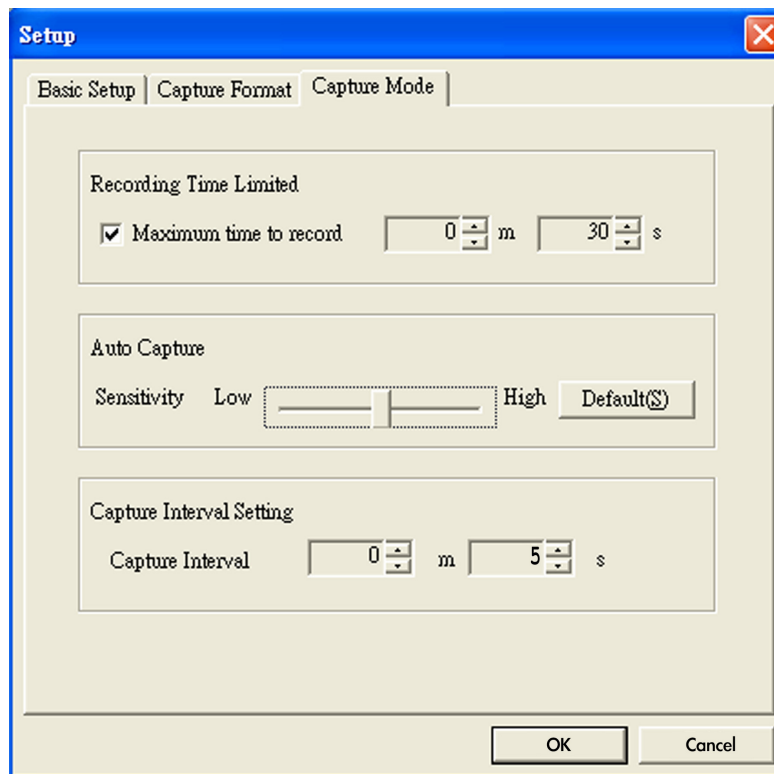 Setup
Basic Setup Capture Format Capture Mode
Recording Time Limited
Maximum time to record 0 m 30 s
Auto Capture
Sensitivity Low High Default(S)
Capture Interval Setting
Capture Interval 0 m 5 s
OK Cancel